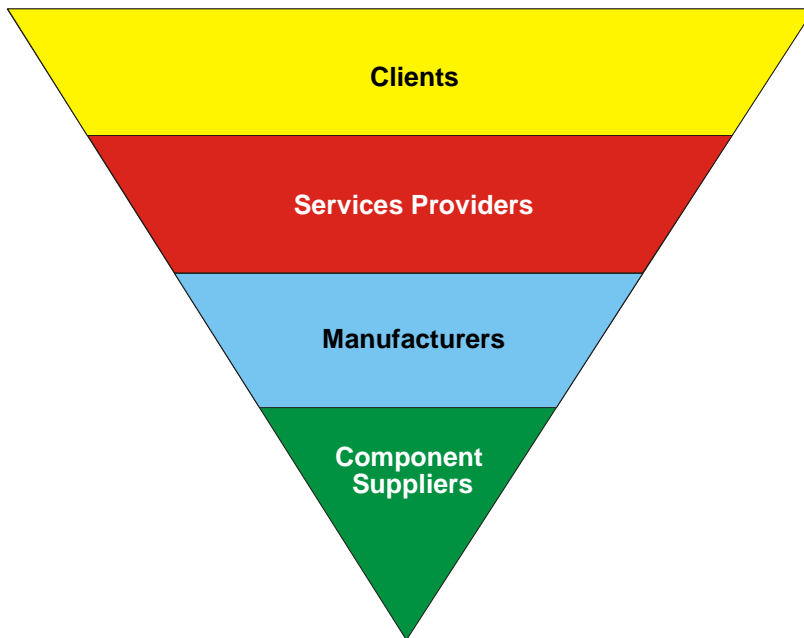 Clients
Services Providers
Manufacturers
Component
Suppliers